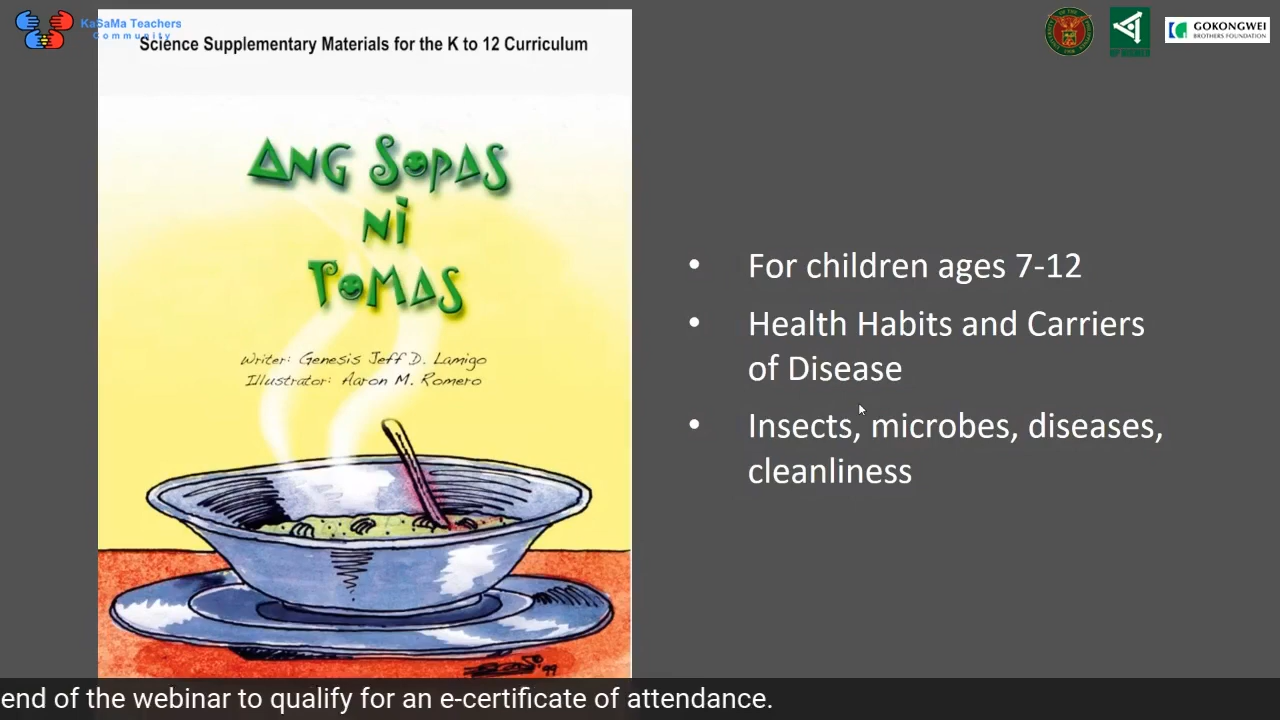 KaSaMa Teachers
Community
Science Supplementary Materials for the K to 12 Curriculum
GOKONGWEI
BROTHERS FOUNDATION
ANG SOPAS
NI
TOMAS
Writer: Genesis Jeff D. Lamigo
Illustrator: Aaron M. Romero
• For children ages 7-12
• Health Habits and Carriers
of Disease
• Insects, microbes, diseases,
cleanliness
end of the webinar to qualify for an e-certificate of attendance.